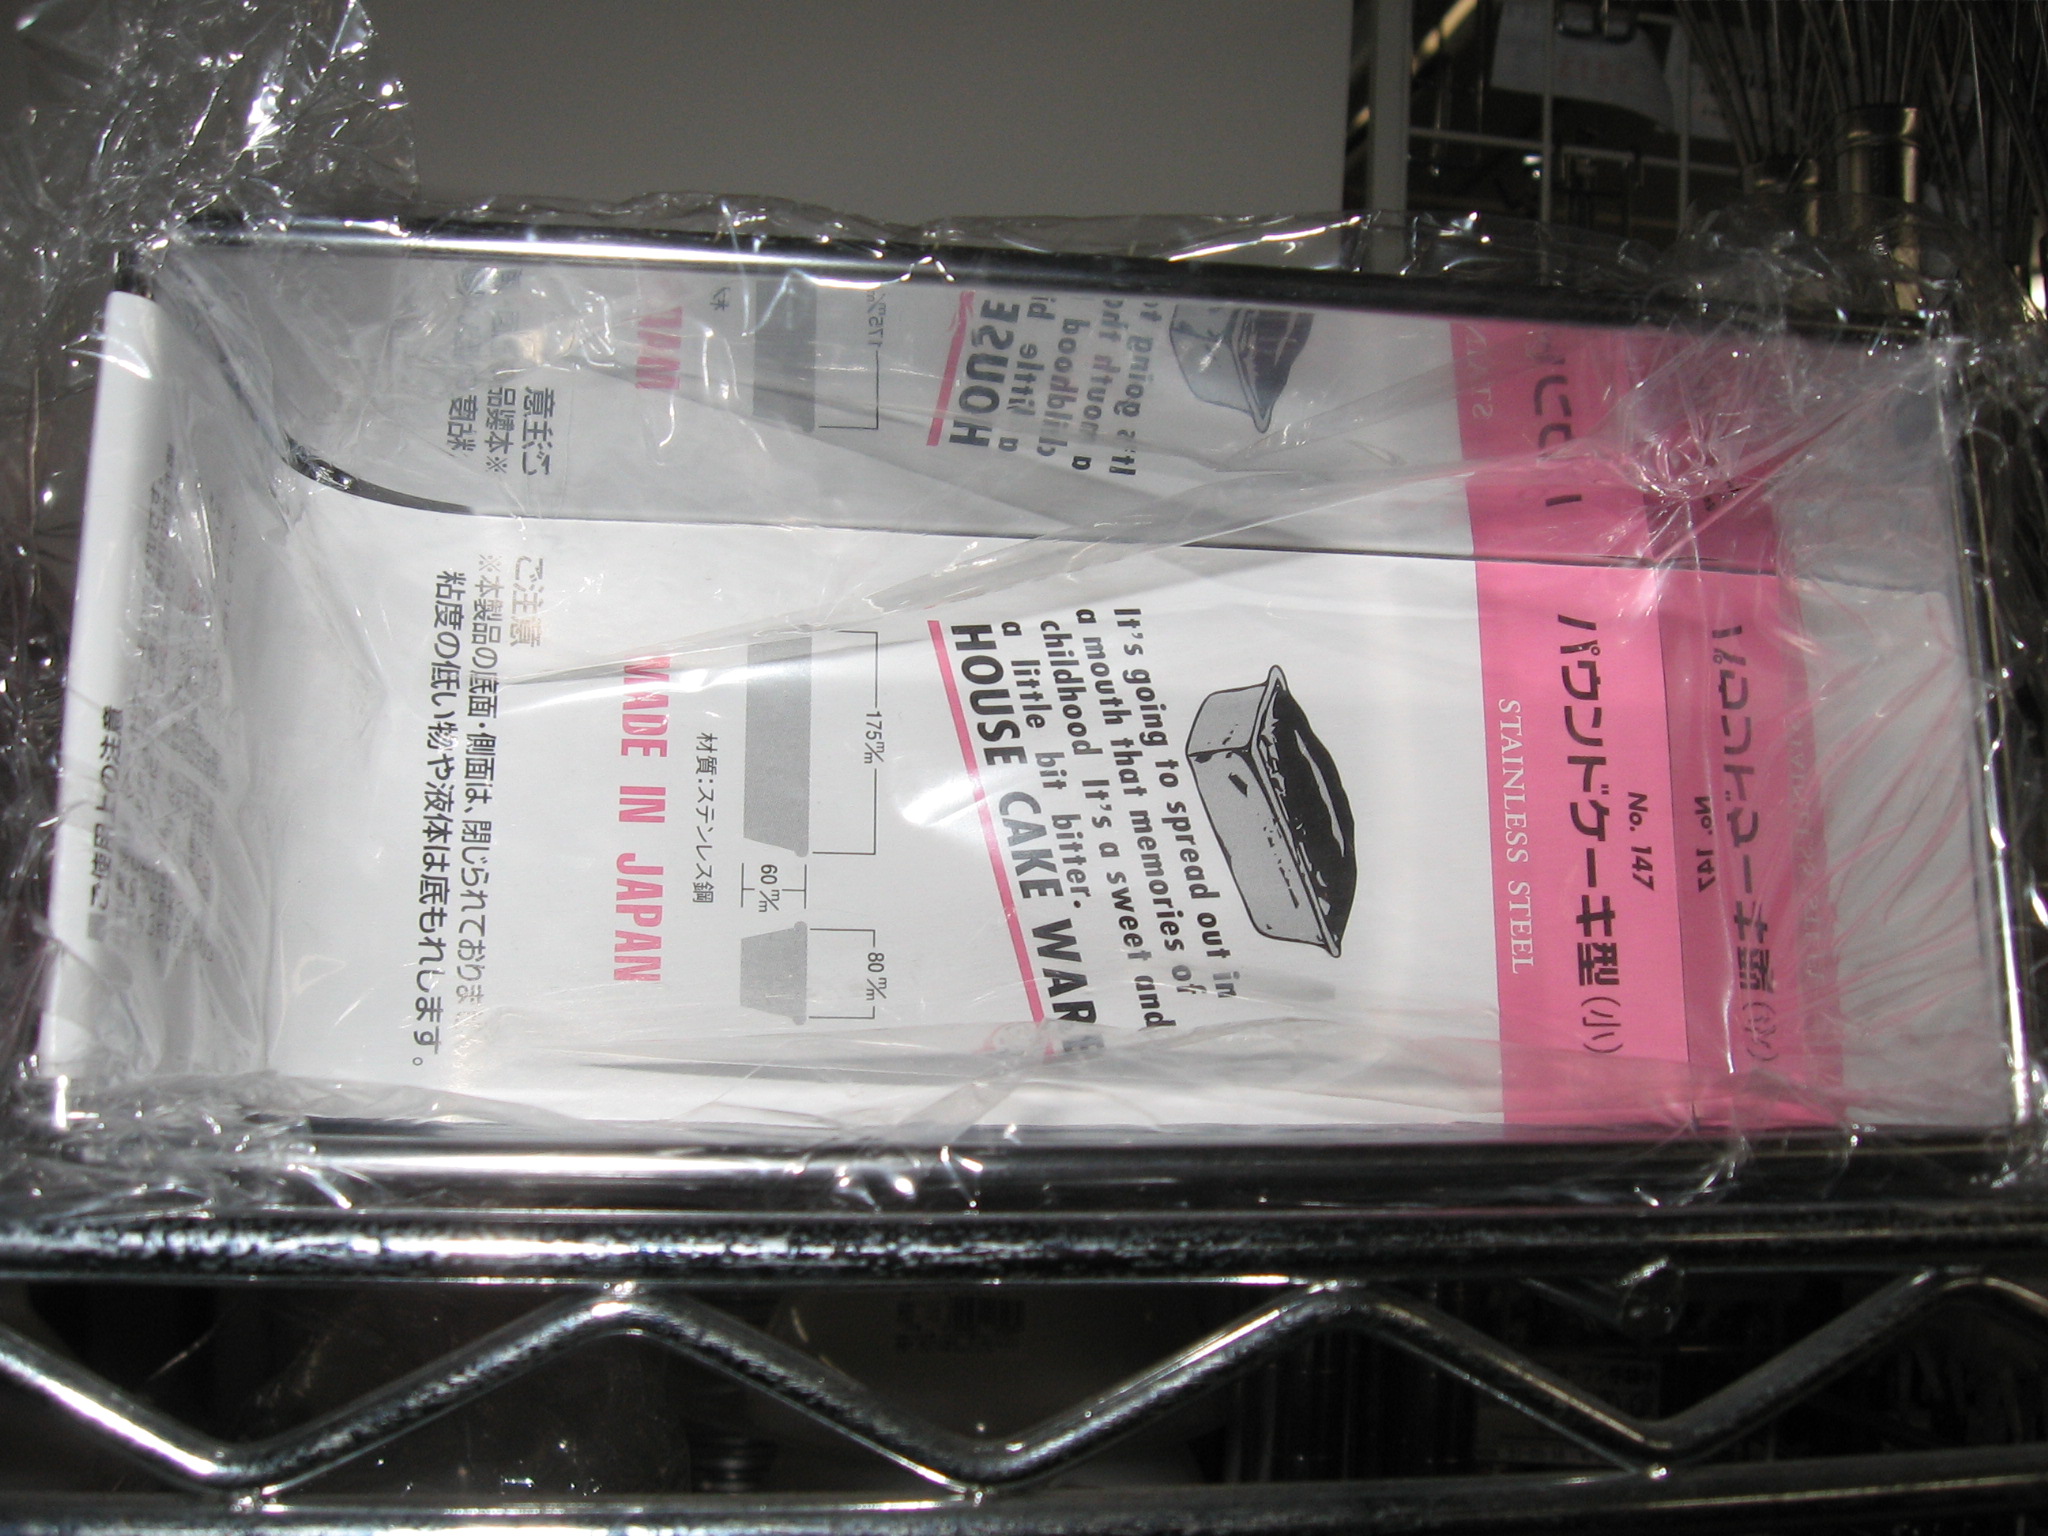 No. 147
パウンドケーキ型(小)
STAINLESS STEEL
It's going to spread out in
a mouth that memories of
childhood It's a sweet and
a little bit bitter.
HOUSE CAKE WARE
175m/m
80m/m
60m/m
材質:ステンレス鋼
MADE IN JAPAN
ご注意
※本製品の底面・側面は、閉じられておりま
粘度の低い物や液体は底もれします。